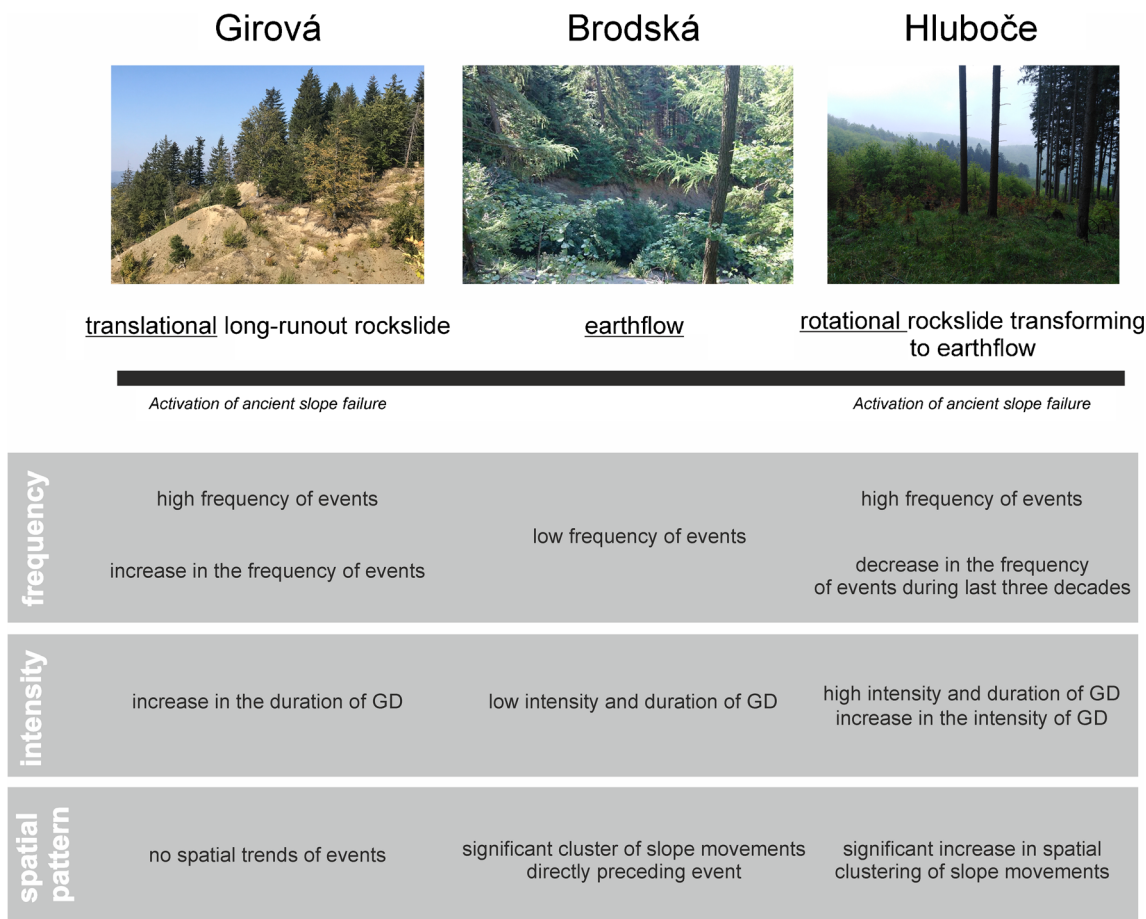 Girová
Brodská
Hluboče
translational long-runout rockslide
earthflow
rotational rockslide transforming
to earthflow
Activation of ancient slope failure
Activation of ancient slope failure
frequency
high frequency of events
increase in the frequency of events
low frequency of events
high frequency of events
decrease in the frequency
of events during last three decades
intensity
increase in the duration of GD
low intensity and duration of GD
high intensity and duration of GD
increase in the intensity of GD
spatial
pattern
no spatial trends of events
significant cluster of slope movements
directly preceding event
significant increase in spatial
clustering of slope movements